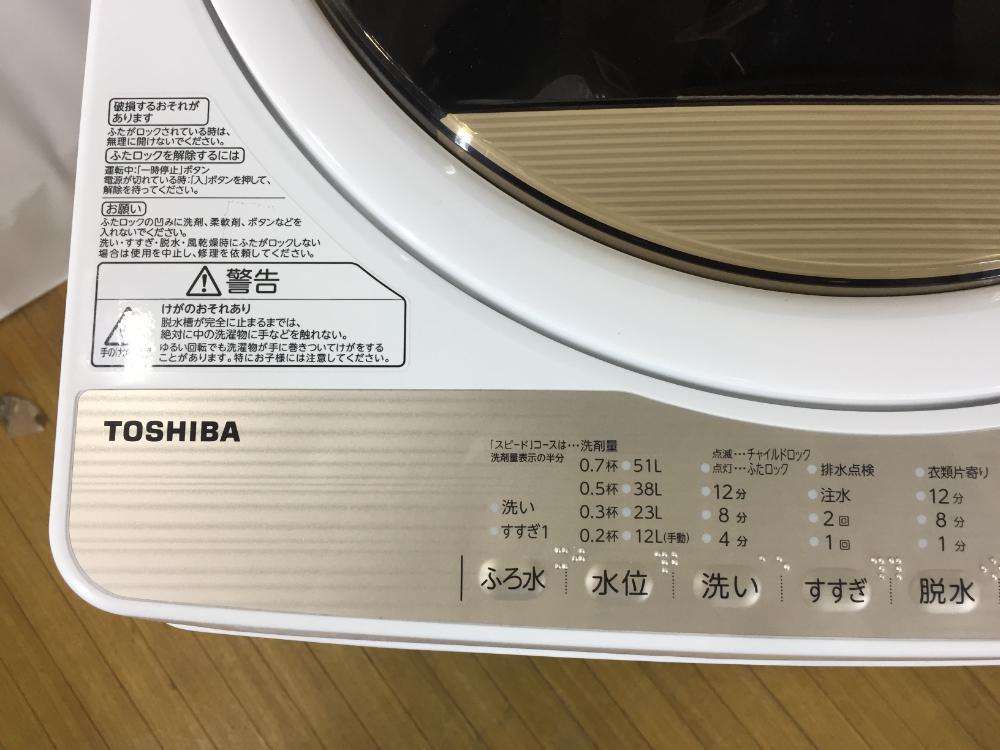 破損するおそれが
あります
ふたがロックされている時は、
無理に開けないでください。
ふたロックを解除するには
運転中:「一時停止」ボタン
電源が切れている時:「入」ボタンを押して、
解除を待ってください。
お願い
ふたロックの凹みに洗剤、柔軟剤、ボタンなどを
入れないでください。
洗い・すすぎ・脱水・風乾燥時にふたがロックしない
場合は使用を中止し、修理を依頼してください。
警告
けがのおそれあり
脱水槽が完全に止まるまでは、
絶対に中の洗濯物に手などを触れない。
ゆるい回転でも洗濯物が手に巻きついてけがをする
ことがあります。特にお子様には注意してください。
手のけが
TOSHIBA
「スピード」コースは…洗剤量
洗剤量表示の半分
0.7杯 51L
0.5杯 38L
0.3杯 23L
0.2杯 12L(手動)
洗い
すすぎ1
点滅…チャイルドロック
点灯…ふたロック
12分
8 分
4 分
排水点検
注水
2 回
1 回
衣類片寄り
12分
8 分
1 分
ふろ水 水位 洗い すすぎ 脱水